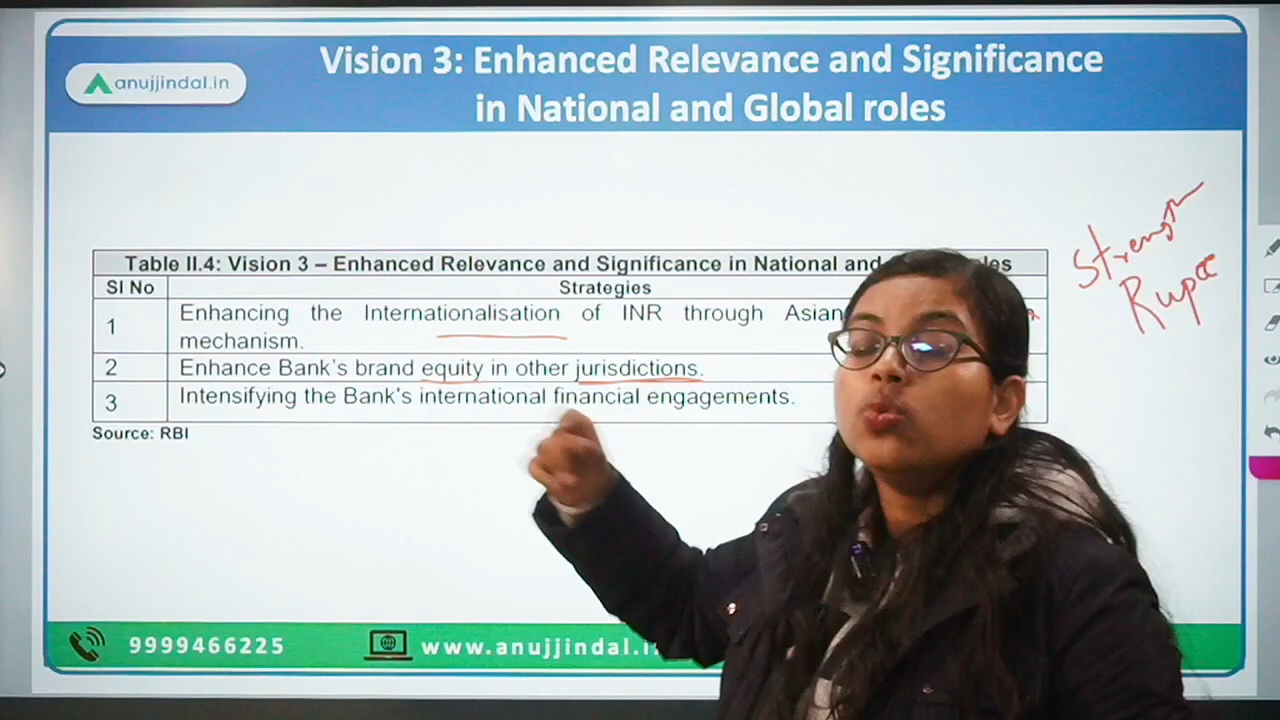 Vision 3: Enhanced Relevance and Significance
in National and Global roles
anujjindal.in
Strength
Rupee
Table II.4: Vision 3 – Enhanced Relevance and Significance in National and
Sl No Strategies
1 Enhancing the Internationalisation of INR through Asian
mechanism.
2 Enhance Bank's brand equity in other jurisdictions.
3 Intensifying the Bank's international financial engagements.
Source: RBI
9999466225 www.anujjindal.i